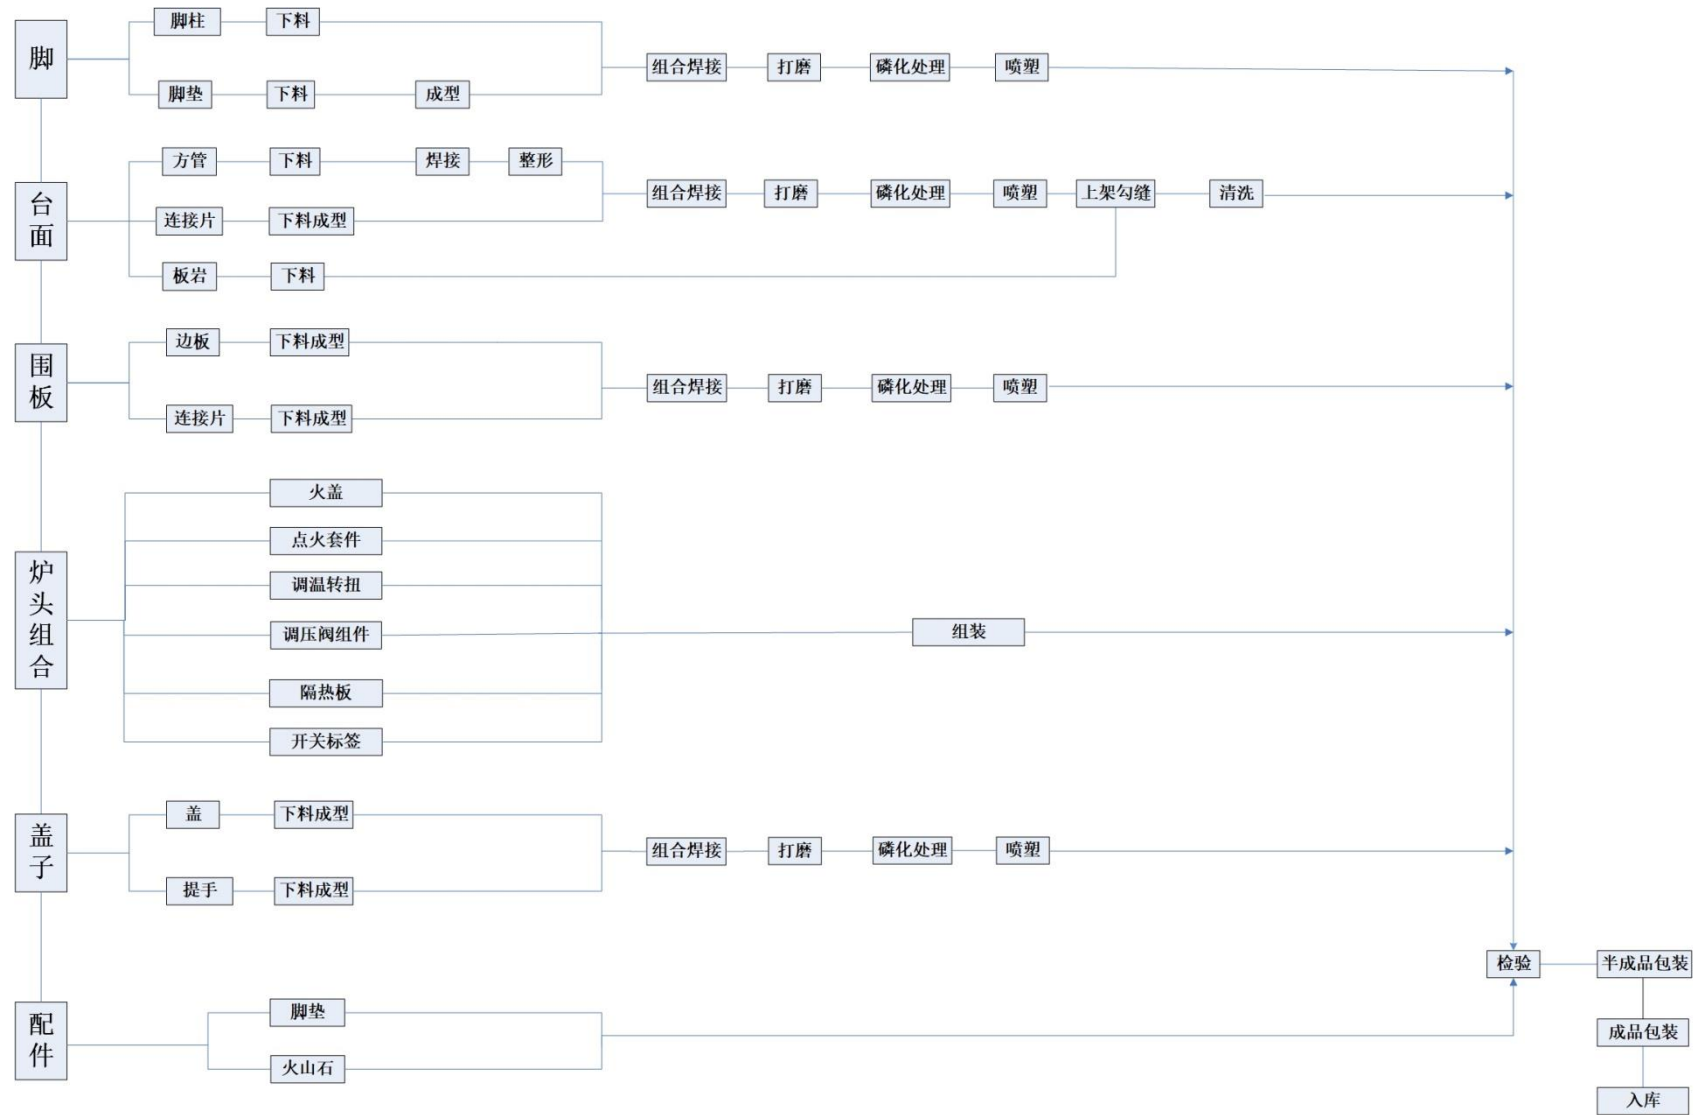 脚
脚柱
下料
脚垫
下料
成型
组合焊接
打磨
磷化处理
喷塑
台面
方管
下料
焊接
整形
连接片
下料成型
板岩
下料
组合焊接
打磨
磷化处理
喷塑
上架勾缝
清洗
围板
边板
下料成型
连接片
下料成型
组合焊接
打磨
磷化处理
喷塑
炉头组合
火盖
点火套件
调温转扭
调压阀组件
隔热板
开关标签
组装
盖子
盖
下料成型
提手
下料成型
组合焊接
打磨
磷化处理
喷塑
配件
脚垫
火山石
检验
半成品包装
成品包装
入库